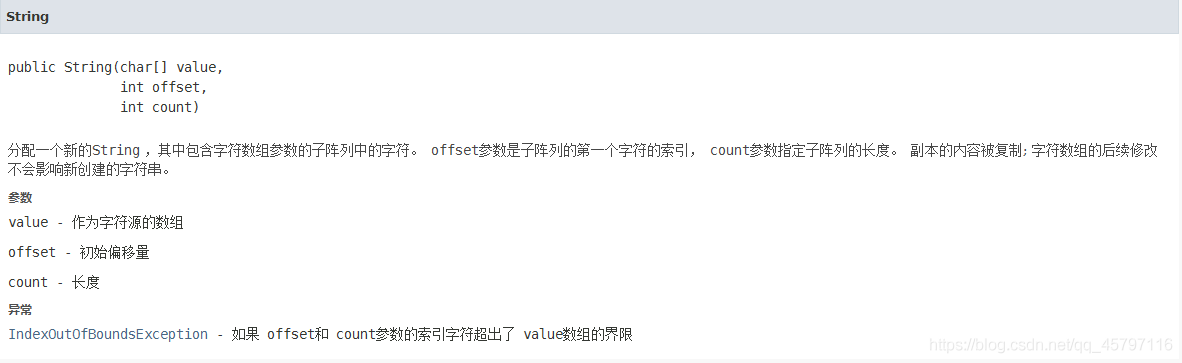 String
public String(char[] value,
int offset,
int count)
分配一个新的String ，其中包含字符数组参数的子阵列中的字符。 offset参数是子阵列的第一个字符的索引， count参数指定子阵列的长度。 副本的内容被复制; 字符数组的后续修改
不会影响新创建的字符串。
参数
value - 作为字符源的数组
offset - 初始偏移量
count - 长度
异常
IndexOutOfBoundsException - 如果 offset和 count参数的索引字符超出了 value数组的界限
https://blog.csdn.net/qq_45797116